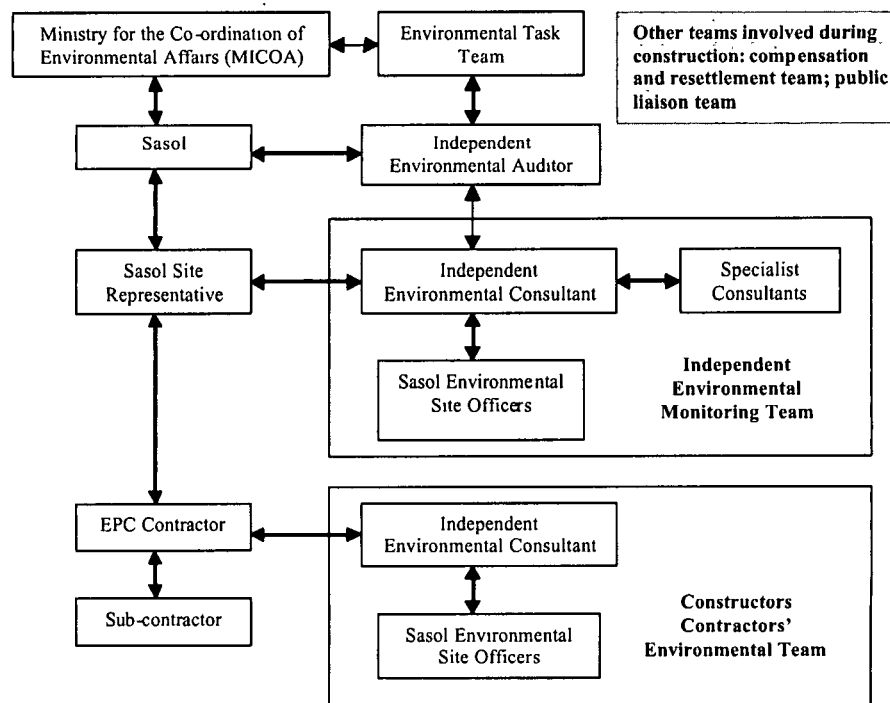 Ministry for the Co-ordination of
Environmental Affairs (MICOA)
Environmental Task
Team
Other teams involved during
construction: compensation
and resettlement team; public
liaison team
Sasol
Independent
Environmental Auditor
Sasol Site
Representative
Independent
Environmental Consultant
Specialist
Consultants
Sasol Environmental
Site Officers
Independent
Environmental
Monitoring Team
EPC Contractor
Independent
Environmental Consultant
Sub-contractor
Sasol Environmental
Site Officers
Constructors
Contractors'
Environmental Team